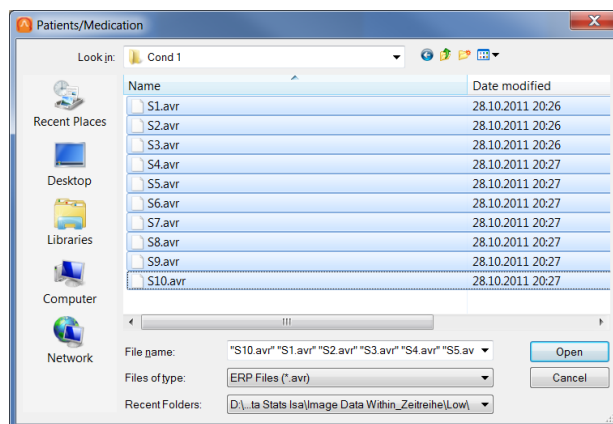 Patients/Medication
Look in: Cond 1
Name Date modified
S1.avr 28.10.2011 20:26
S2.avr 28.10.2011 20:26
S3.avr 28.10.2011 20:26
S4.avr 28.10.2011 20:27
S5.avr 28.10.2011 20:27
S6.avr 28.10.2011 20:27
S7.avr 28.10.2011 20:27
S8.avr 28.10.2011 20:27
S9.avr 28.10.2011 20:27
S10.avr 28.10.2011 20:27
Recent Places
Desktop
Libraries
Computer
Network
File name: "S10.avr" "S1.avr" "S2.avr" "S3.avr" "S4.avr" "S5.av Open
Files of type: ERP Files (*.avr) Cancel
Recent Folders: D:\...ta Stats Isa\Image Data Within_Zeitreihe\Low\